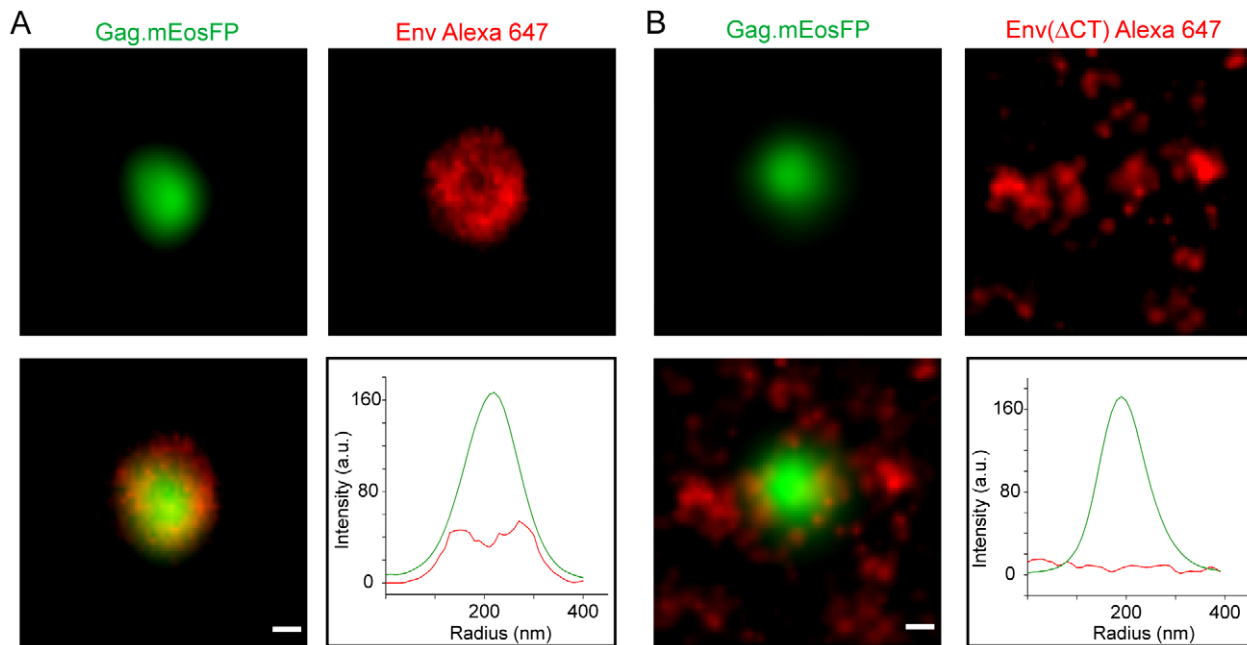 A
Gag.mEosFP
Env Alexa 647
B
Gag.mEosFP
Env(ΔCT) Alexa 647
160
80
0
Intensity (a.u.)
200
400
Radius (nm)
160
80
0
Intensity (a.u.)
200
400
Radius (nm)